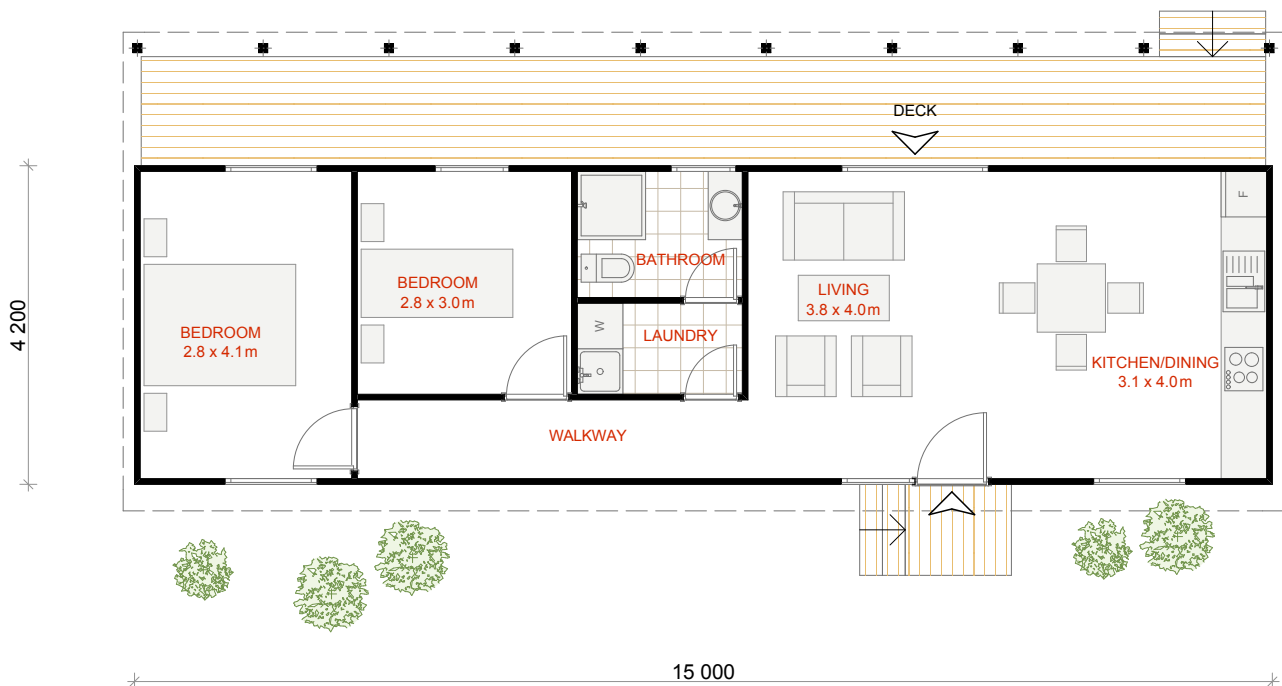 DECK
F
BATHROOM
BEDROOM
2.8 x 3.0m
LIVING
3.8 x 4.0m
W
LAUNDRY
BEDROOM
2.8 x 4.1m
KITCHEN/DINING
3.1 x 4.0m
WALKWAY
4 200
15 000